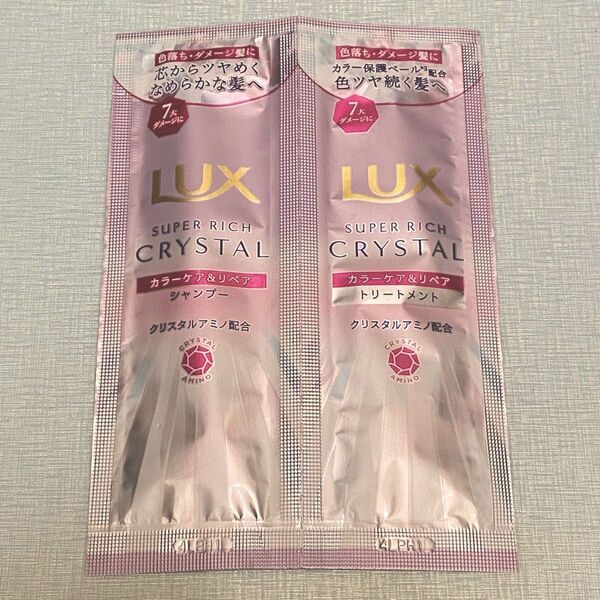 色落ち・ダメージ髪に
芯からツヤめく
なめらかな髪へ
7大
ダメージに
LUX
SUPER RICH
CRYSTAL
カラーケア&リペア
シャンプー
クリスタルアミノ配合
CRYSTAL
AMINO
色落ち・ダメージ髪に
カラー保護ベール*3配合
色ツヤ続く髪へ
7大
ダメージに
LUX
SUPER RICH
CRYSTAL
カラーケア&リペア
トリートメント
クリスタルアミノ配合
CRYSTAL
AMINO